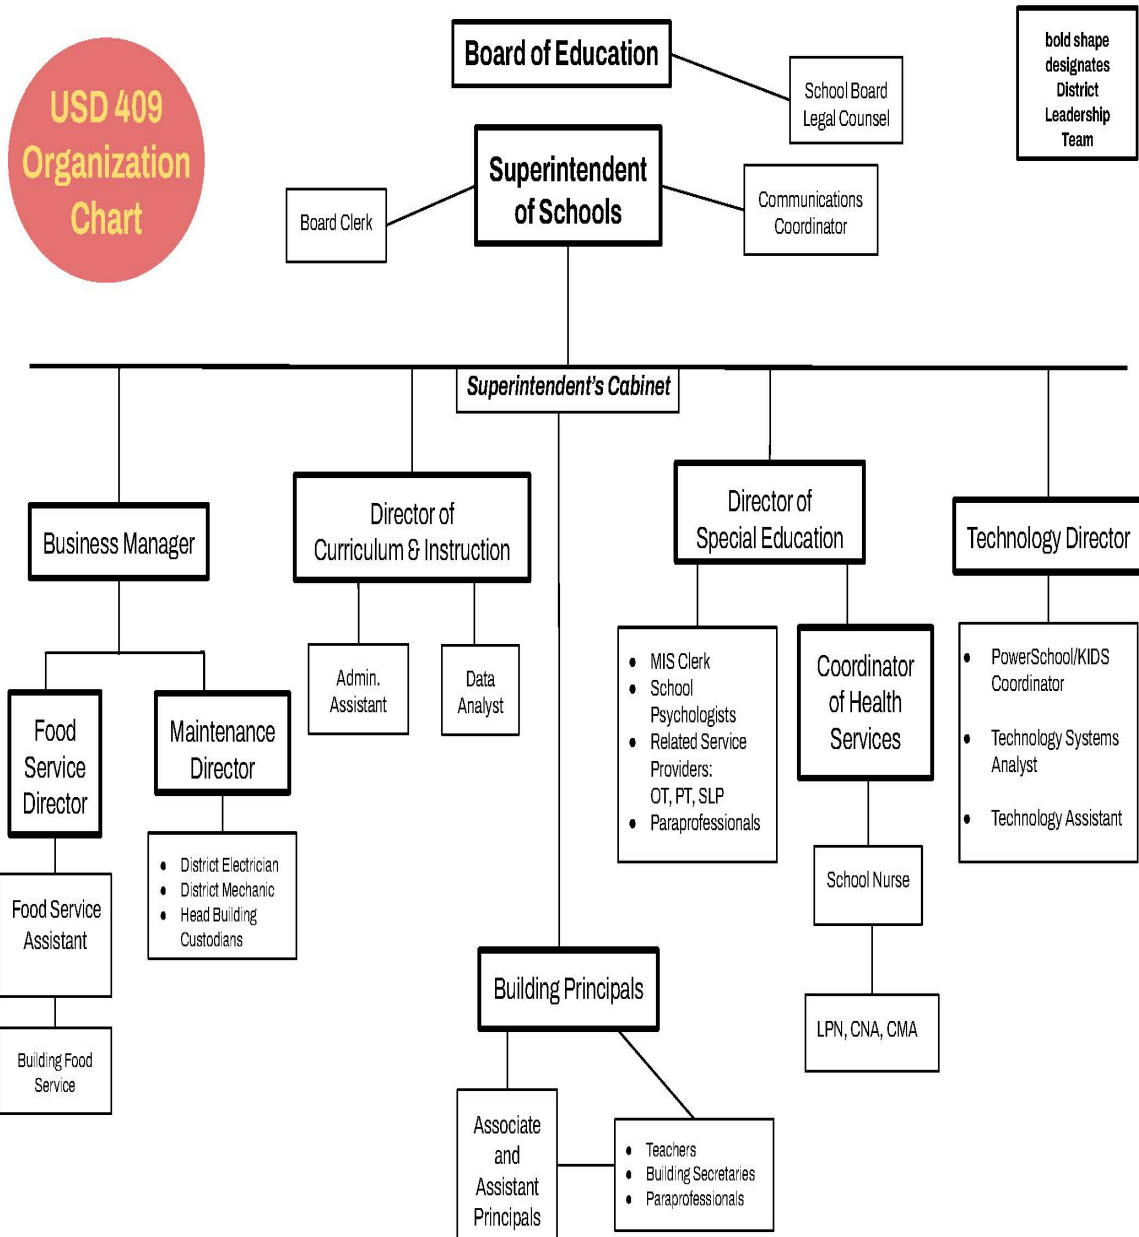 Board of Education
bold shape
designates
District
Leadership
Team
School Board
Legal Counsel
USD 409
Organization
Chart
Superintendent
of Schools
Board Clerk
Communications
Coordinator
Superintendent's Cabinet
Business Manager
Director of
Curriculum & Instruction
Director of
Special Education
Technology Director
Food
Service
Director
Maintenance
Director
Admin.
Assistant
Data
Analyst
● MIS Clerk
● School
Psychologists
● Related Service
Providers:
OT, PT, SLP
● Paraprofessionals
Coordinator
of Health
Services
● PowerSchool/KIDS
Coordinator
● Technology Systems
Analyst
● Technology Assistant
Food Service
Assistant
● District Electrician
● District Mechanic
● Head Building
Custodians
School Nurse
Building Principals
LPN, CNA, CMA
Building Food
Service
Associate
and
Assistant
Principals
● Teachers
● Building Secretaries
● Paraprofessionals